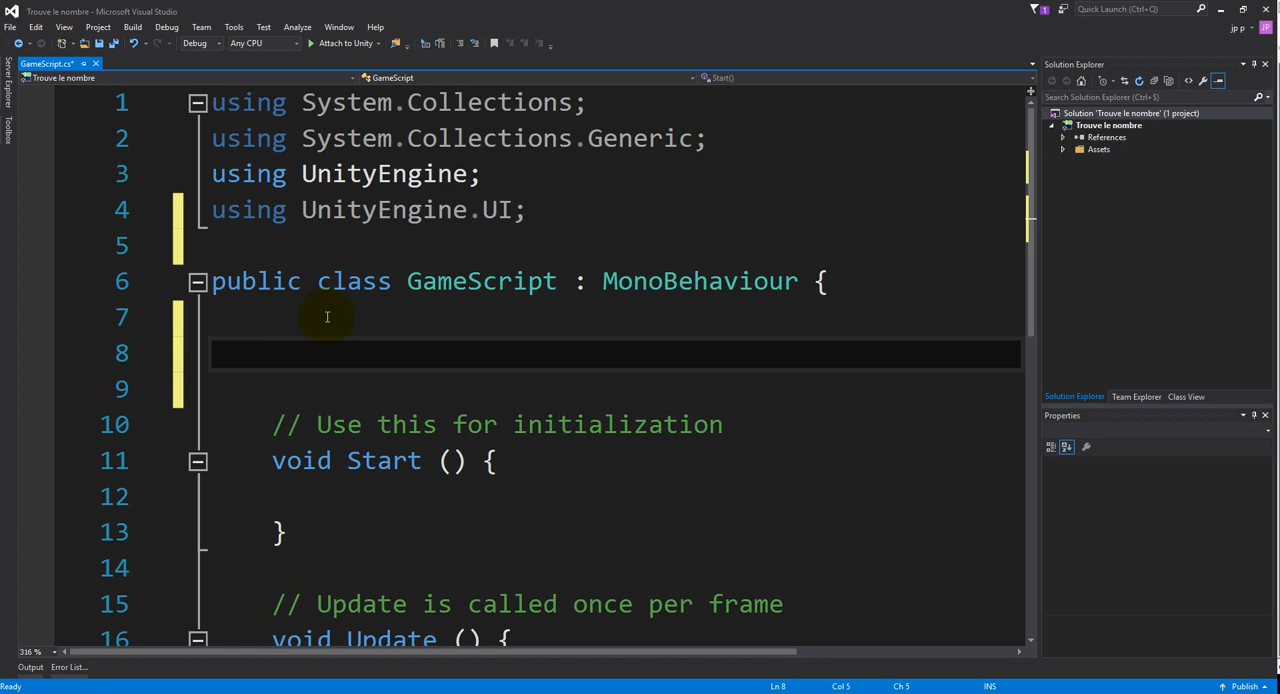 Trouve le nombre - Microsoft Visual Studio
1
Quick Launch (Ctrl+Q)
File Edit View Project Build Debug Team Tools Test Analyze Window Help
jp p
JP
Debug Any CPU Attach to Unity
GameScript.cs*
Trouve le nombre GameScript Start()
Server Explorer
Toolbox
1 using System.Collections;
2 using System.Collections.Generic;
3 using UnityEngine;
4 using UnityEngine.UI;
5
6 public class GameScript : MonoBehaviour {
7
8
9
10 // Use this for initialization
11 void Start () {
12
13 }
14
15 // Update is called once per frame
16 void Update () {
316 %
Solution Explorer
Search Solution Explorer (Ctrl+$)
Solution 'Trouve le nombre' (1 project)
Trouve le nombre
References
Assets
Solution Explorer Team Explorer Class View
Properties
Output Error List...
Ready Ln 8 Col 5 Ch 5 INS Publish